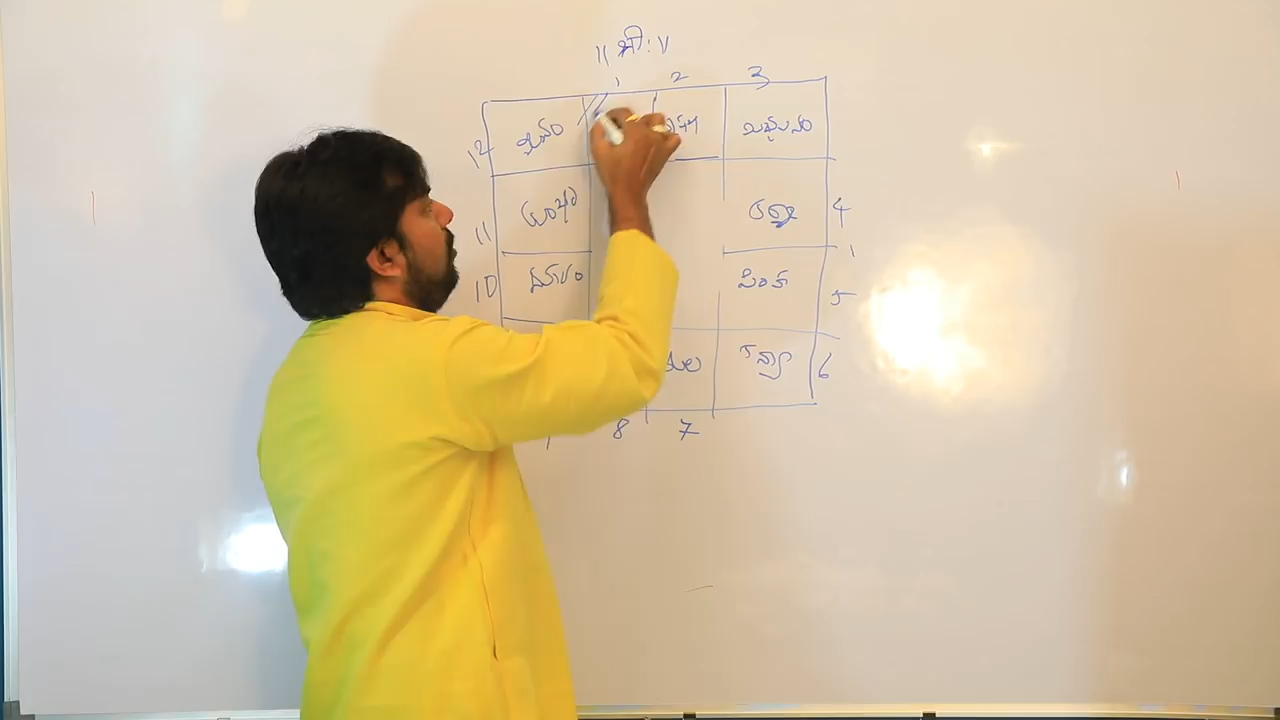 || శ్రీః ||
1 2 3
12 మీనం మిథునం
11 కుంభం కర్కా 4
10 మకరం సింహ 5
తుల కన్యా 6
8 7